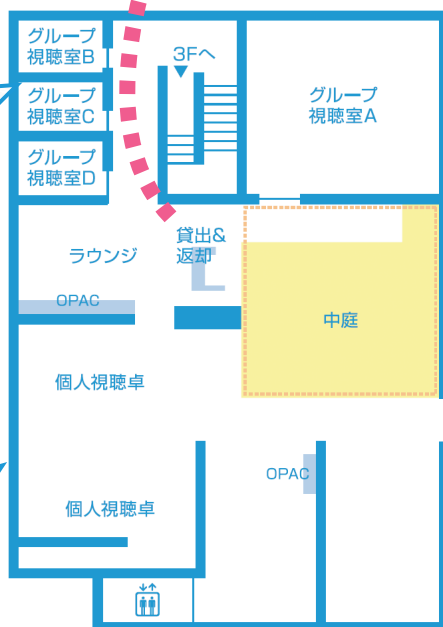 グループ
視聴室B
グループ
視聴室C
グループ
視聴室D
3Fへ
グループ
視聴室A
ラウンジ
貸出&
返却
OPAC
中庭
個人視聴卓
OPAC
個人視聴卓